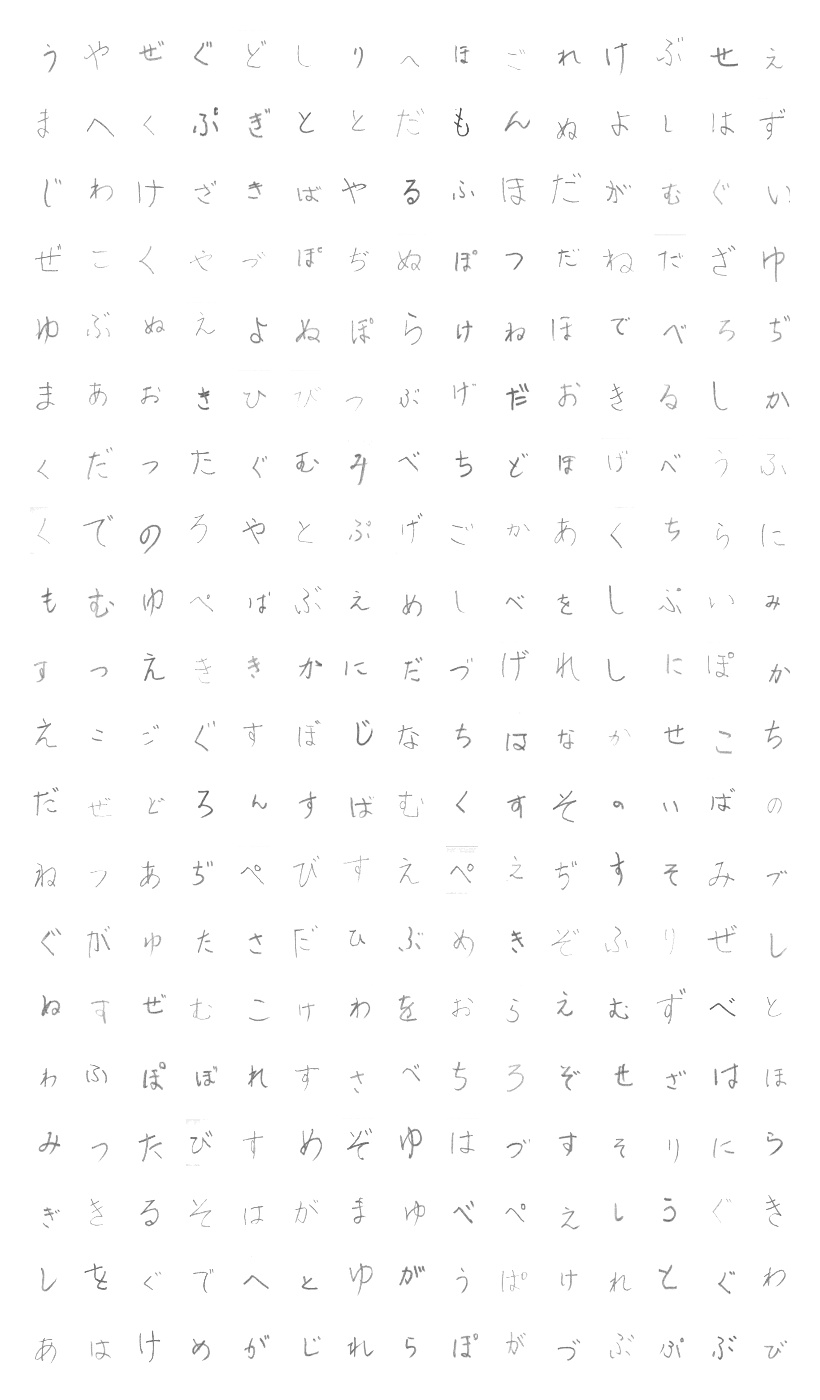 うやぜぐどしりへほごれけぶせぇ
まへくぷぎととだもんぬよしはず
じわけざきばやるふほだがむぐい
ぜこくやづぽぢぬぽつだねだざゆ
ゆぶぬえよぬぽらけねほでべろぢ
まあおさひびつぶげだおきるしか
くだったぐむみべちどほげべうふ
くでのろやとぷげごかあくちらに
もむゆぺばぶえめしべをしぷいみ
すつえききかにだづげれしにぽか
えこごぐすぼじなちはなかせこち
だぜどろんすばむくすそのいばの
ねつあぢぺびすえぺえぢすそみづ
ぐがゅたさだひぶめきぞふりぜし
ぬすぜむこけわをおらえむずべと
わふぽぼれすさべちろぞせざはほ
みったびすめぞゆはづすそりにら
ぎきるそはがまゆべぺえしうぐき
しをぐでへとゆがうぱけれとぐわ
あはけめがじれらぽがづぶぷぶび